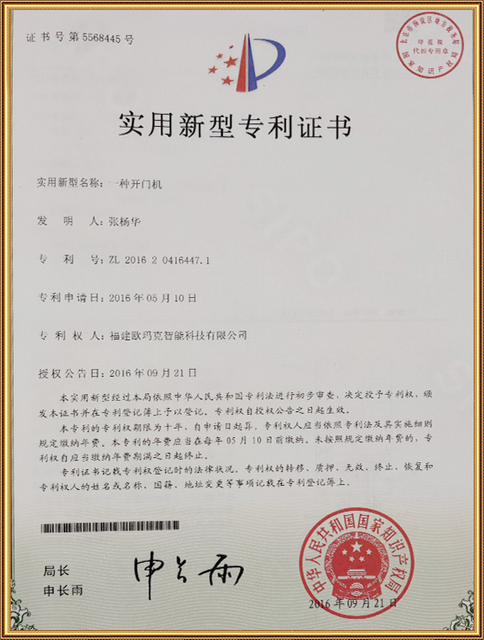 证书号第5568445号
实用新型专利证书
实用新型名称：一种开门机
发明人：张杨华
专利号：ZL 2016 2 0416447.1
专利申请日：2016年05月10日
专利权人：福建欧玛克智能科技有限公司
授权公告日：2016年09月21日
本实用新型经过本局依照中华人民共和国专利法进行初步审查，决定授予专利权，颁
发本证书并在专利登记簿上予以登记。专利权自授权公告之日起生效。
本专利的专利权期限为十年，自申请日起算。专利权人应当依照专利法及其实施细则
规定缴纳年费。本专利的年费应当在每年05月10日前缴纳。未按照规定缴纳年费的，专
利权自应当缴纳年费期满之日起终止。
专利证书记载专利权登记时的法律状况。专利权的转移、质押、无效、终止、恢复和
专利权人的姓名或名称、国籍、地址变更等事项记载在专利登记簿上。
局长
申长雨
申长雨
中华人民共和国国家知识产权局
2016年09月21日